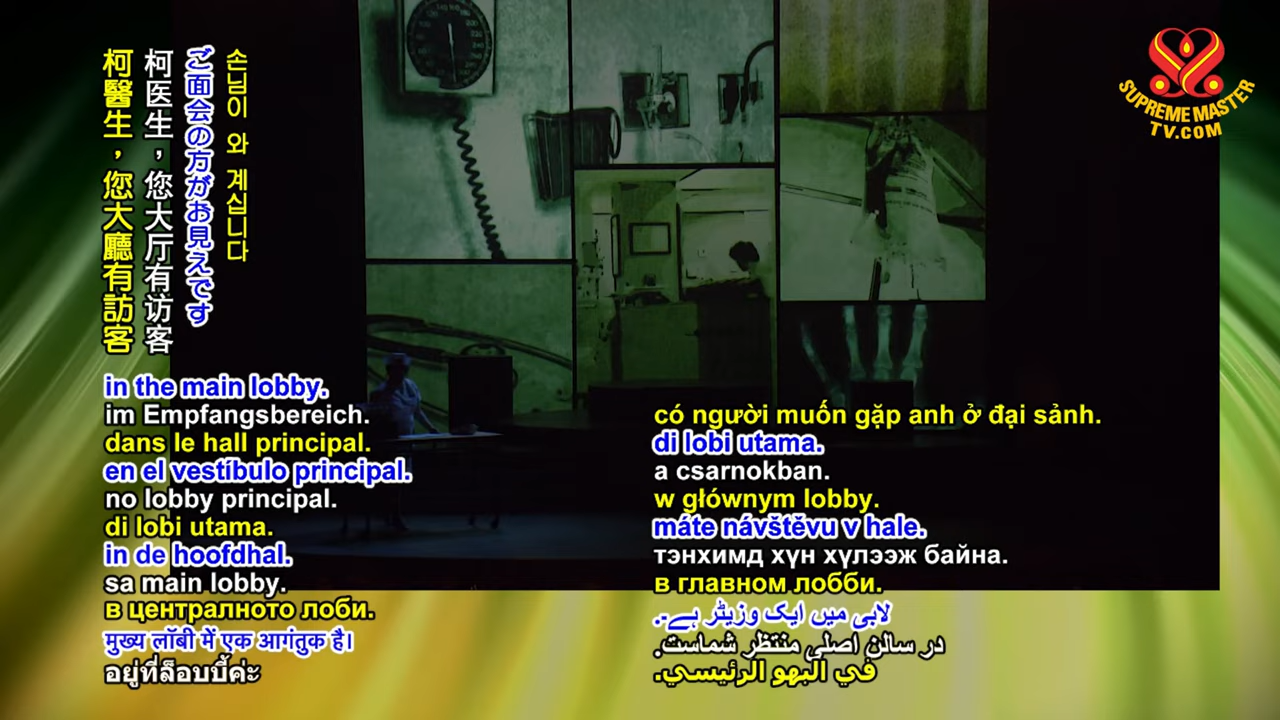 柯醫生，您大廳有訪客
柯医生，您大厅有访客
ご面会の方がお見えです
손님이 와 계십니다
in the main lobby.
im Empfangsbereich.
dans le hall principal.
en el vestíbulo principal.
no lobby principal.
di lobi utama.
in de hoofdhal.
sa main lobby.
в централното лоби.
मुख्य लॉबी में एक आगंतुक है।
อยู่ที่ล็อบบี้ค่ะ
có người muốn gặp anh ở đại sảnh.
di lobi utama.
a csarnokban.
w głównym lobby.
máte návštěvu v hale.
тэнхимд хүн хүлээж байна.
в главном лобби.
لابی میں ایک وزیٹر ہے-.
در سالن اصلی منتظر شماست.
في البهو الرئيسي.
SUPREME MASTER
TV.COM